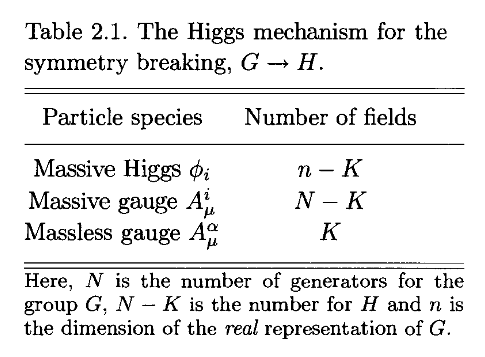 Table 2.1. The Higgs mechanism for the
symmetry breaking, G → H.
Particle species Number of fields
Massive Higgs ϕᵢ n − K
Massive gauge Aⁱ_μ N − K
Massless gauge A^α_μ K
Here, N is the number of generators for the
group G, N − K is the number for H and n is
the dimension of the real representation of G.